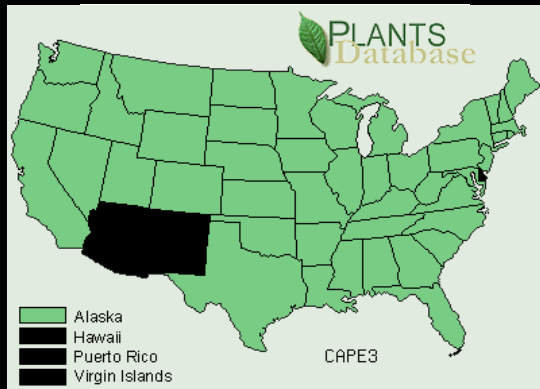 PLANTS
Database
Alaska
Hawaii
Puerto Rico
Virgin Islands
CAPE3